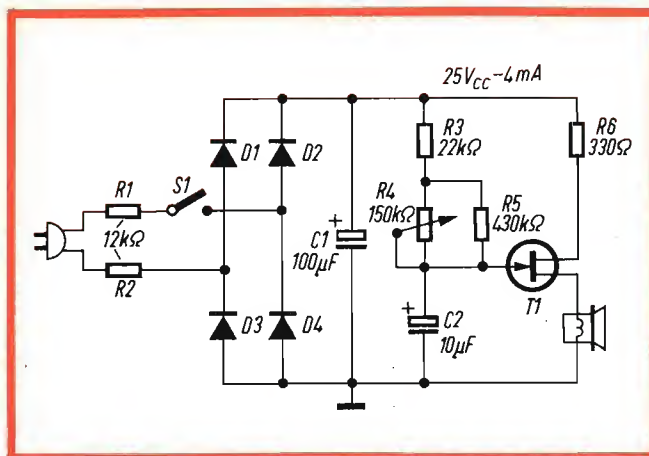 25V_CC – 4mA
R1
S1
12kΩ
R2
D1
D2
D3
D4
+
C1
100µF
R3
22kΩ
R4
150kΩ
R5
430kΩ
R6
330Ω
T1
+
C2
10µF